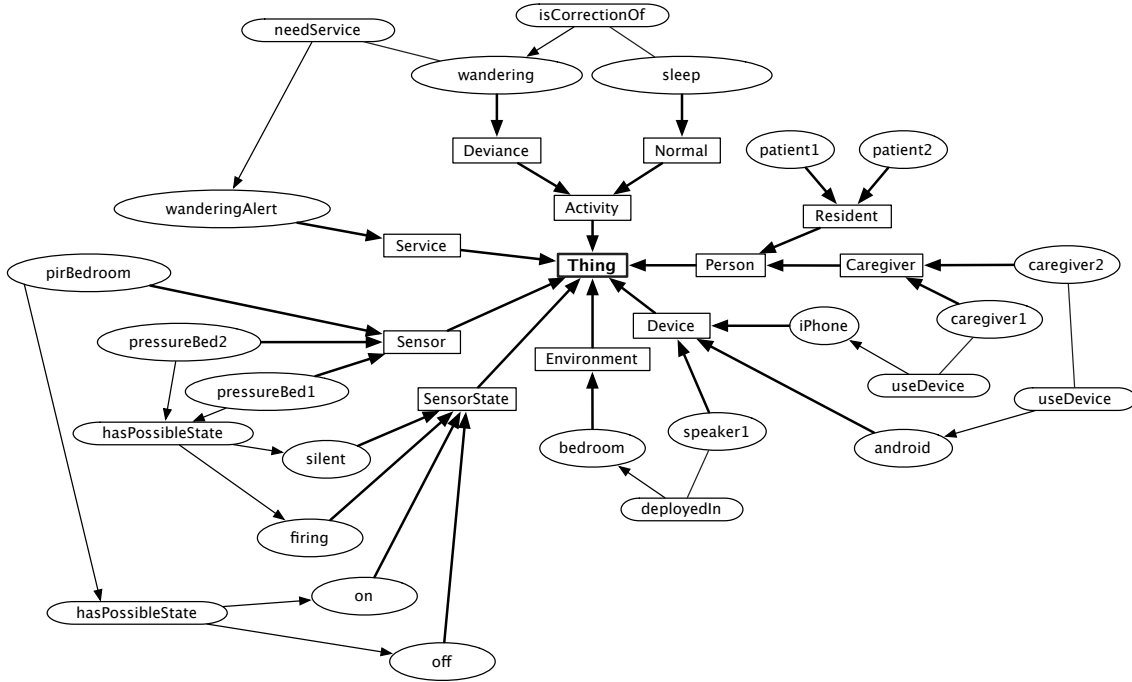 isCorrectionOf
needService
wandering
sleep
Deviance
Normal
patient1
patient2
wanderingAlert
Activity
Resident
Service
pirBedroom
Thing
Person
Caregiver
caregiver2
pressureBed2
Sensor
Device
iPhone
caregiver1
Environment
pressureBed1
SensorState
useDevice
useDevice
hasPossibleState
silent
bedroom
speaker1
android
deployedIn
firing
on
hasPossibleState
off